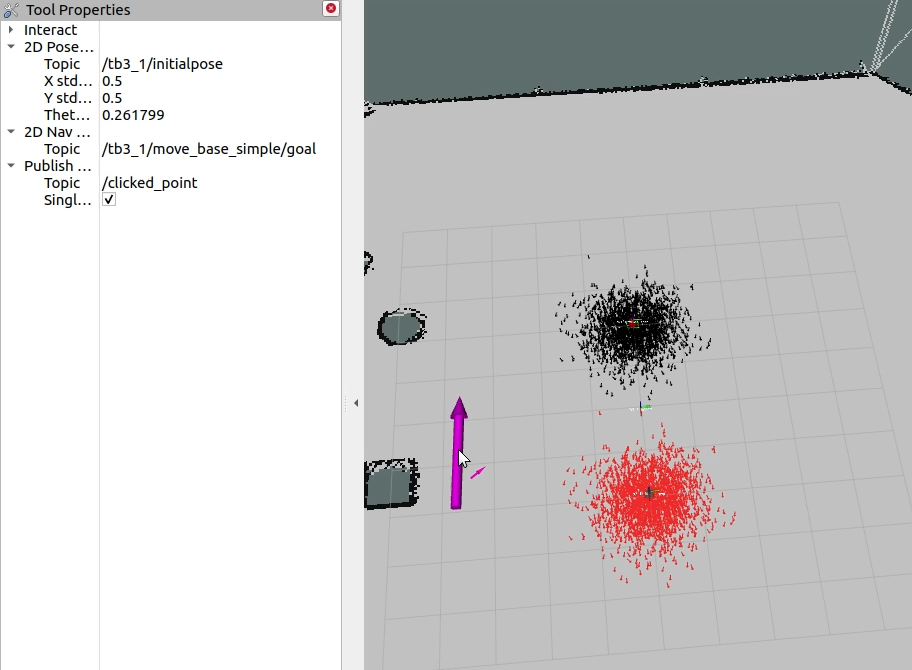 Tool Properties
Interact
2D Pose...
Topic /tb3_1/initialpose
X std... 0.5
Y std... 0.5
Thet... 0.261799
2D Nav ...
Topic /tb3_1/move_base_simple/goal
Publish ...
Topic /clicked_point
Singl...